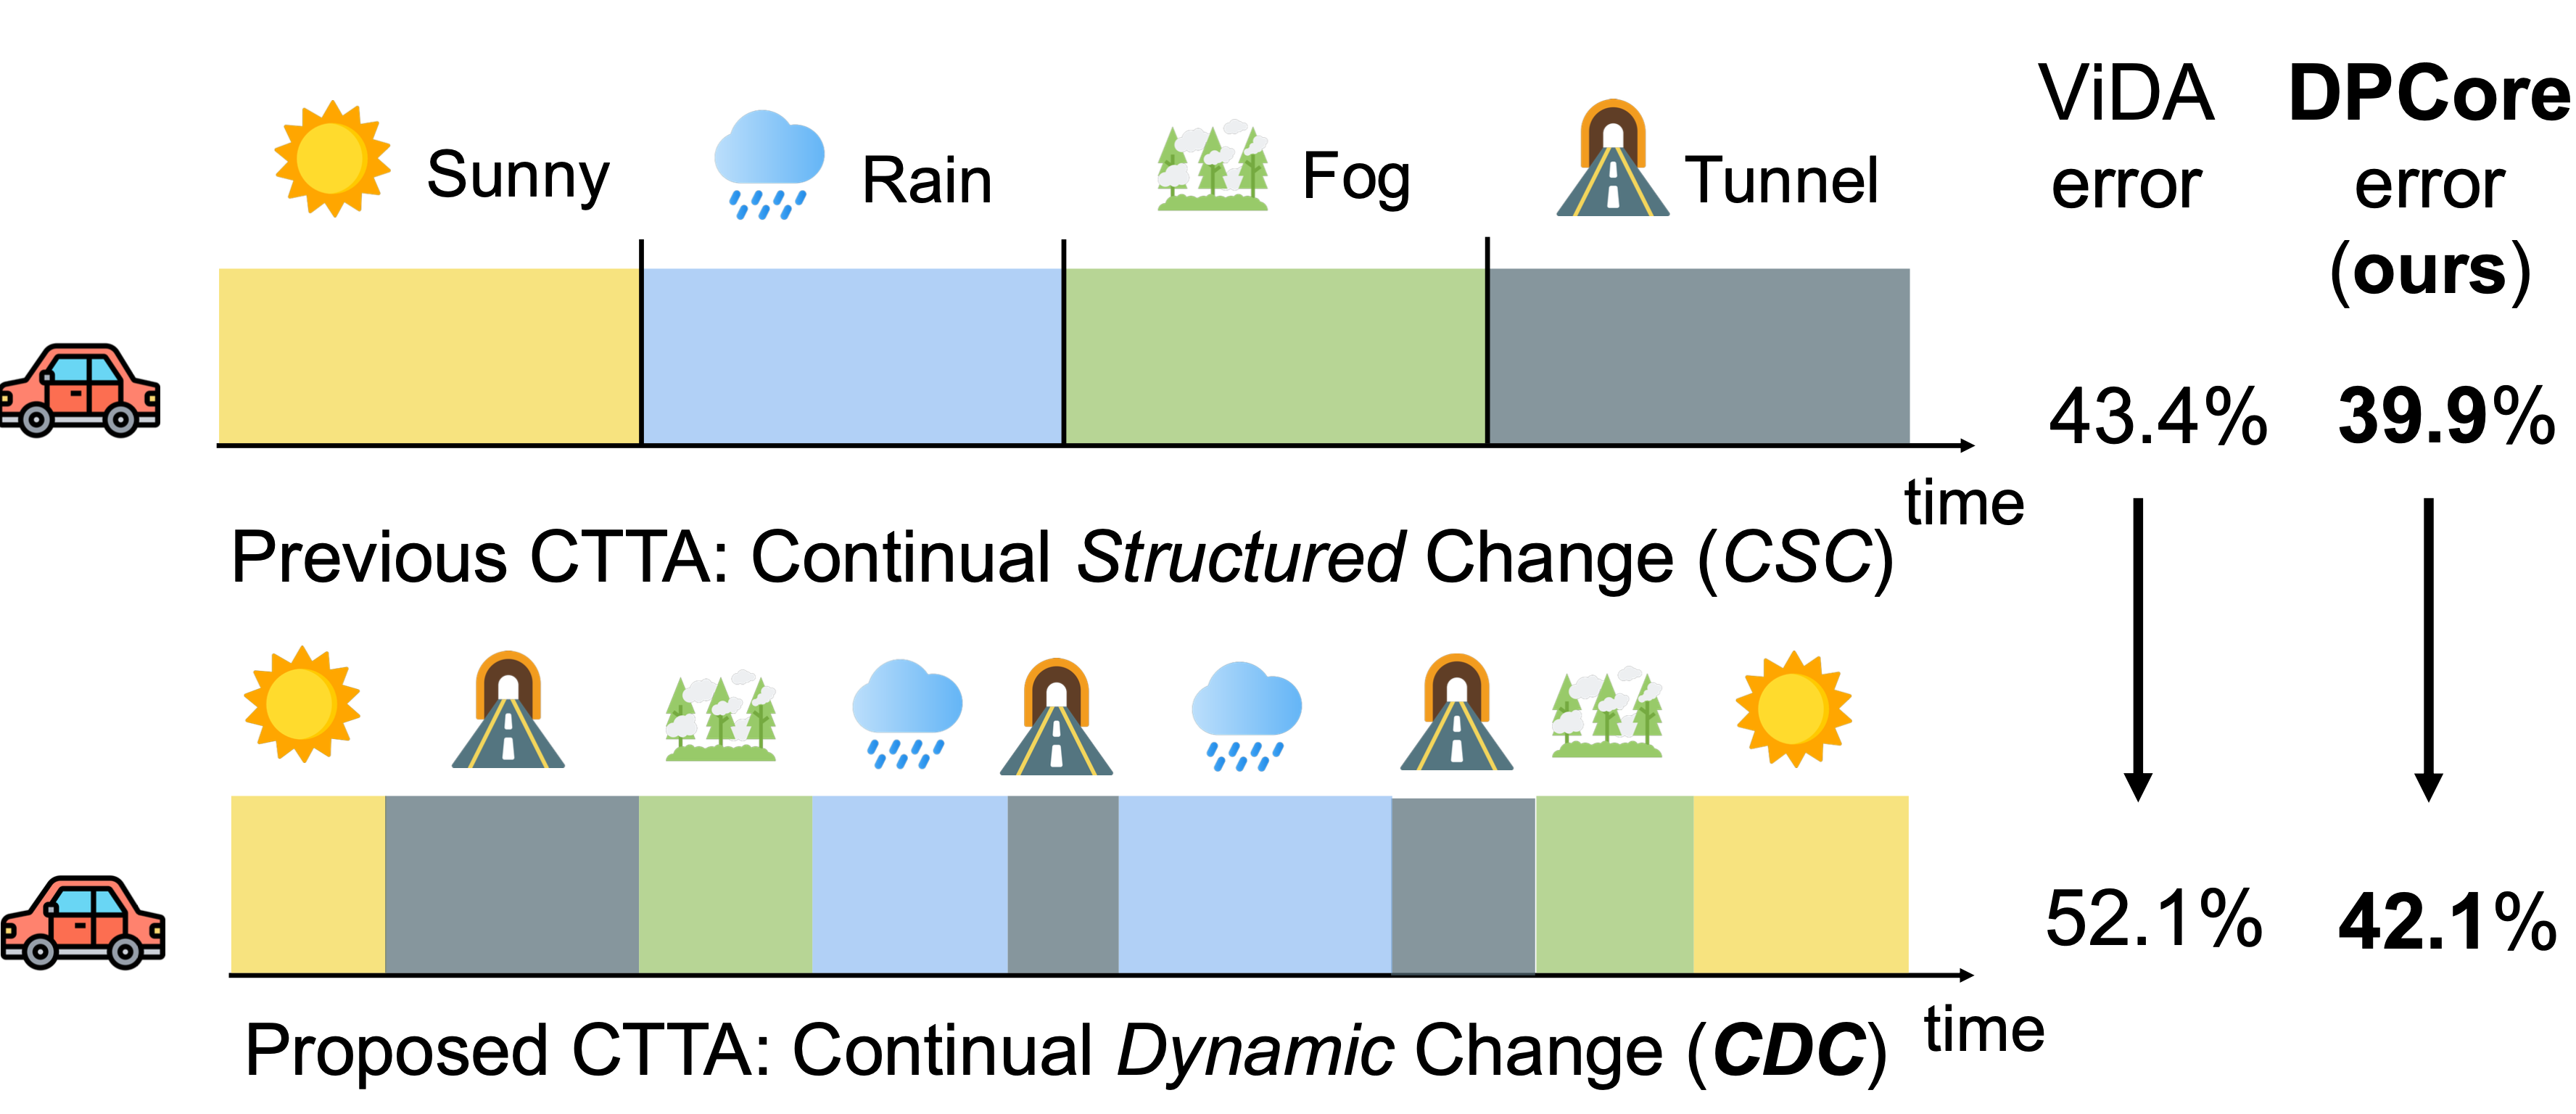 Sunny
Rain
Fog
Tunnel
ViDA
error
DPCore
error
(ours)
43.4%
39.9%
time
Previous CTTA: Continual Structured Change (CSC)
52.1%
42.1%
time
Proposed CTTA: Continual Dynamic Change (CDC)